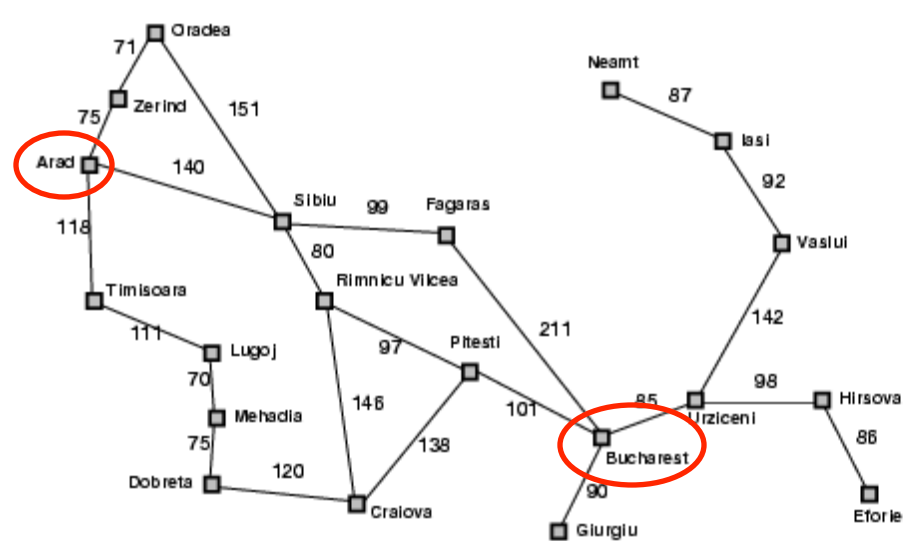 Oradea
71
Neamt
87
Zerind
151
75
Iasi
Arad
140
92
Sibiu
99
Fagaras
118
80
Vaslui
Timisoara
Rimnicu Vilcea
142
111
211
Lugoj
97
Pitesti
70
98
Hirsova
146
101
85
Urziceni
Mehadia
75
138
86
Bucharest
120
Dobreta
90
Craiova
Eforie
Giurgiu